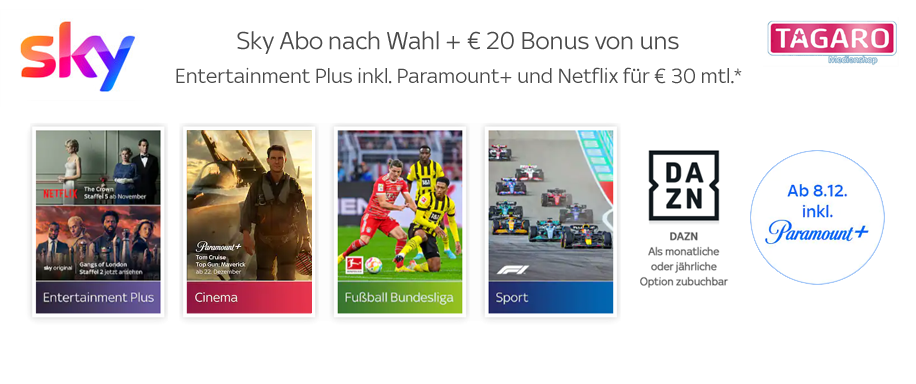 sky
Sky Abo nach Wahl + € 20 Bonus von uns
Entertainment Plus inkl. Paramount+ und Netflix für € 30 mtl.*
TAGARO
Medienshop
NETFLIX
The Crown
Staffel 5 ab November
sky original
Gangs of London
Staffel 2 jetzt ansehen
Entertainment Plus
Paramount+
Tom Cruise
Top Gun: Maverick
ab 22. Dezember
Cinema
Fußball Bundesliga
F1
Sport
DA
ZN
DAZN
Als monatliche
oder jährliche
Option zubuchbar
Ab 8.12.
inkl.
Paramount+